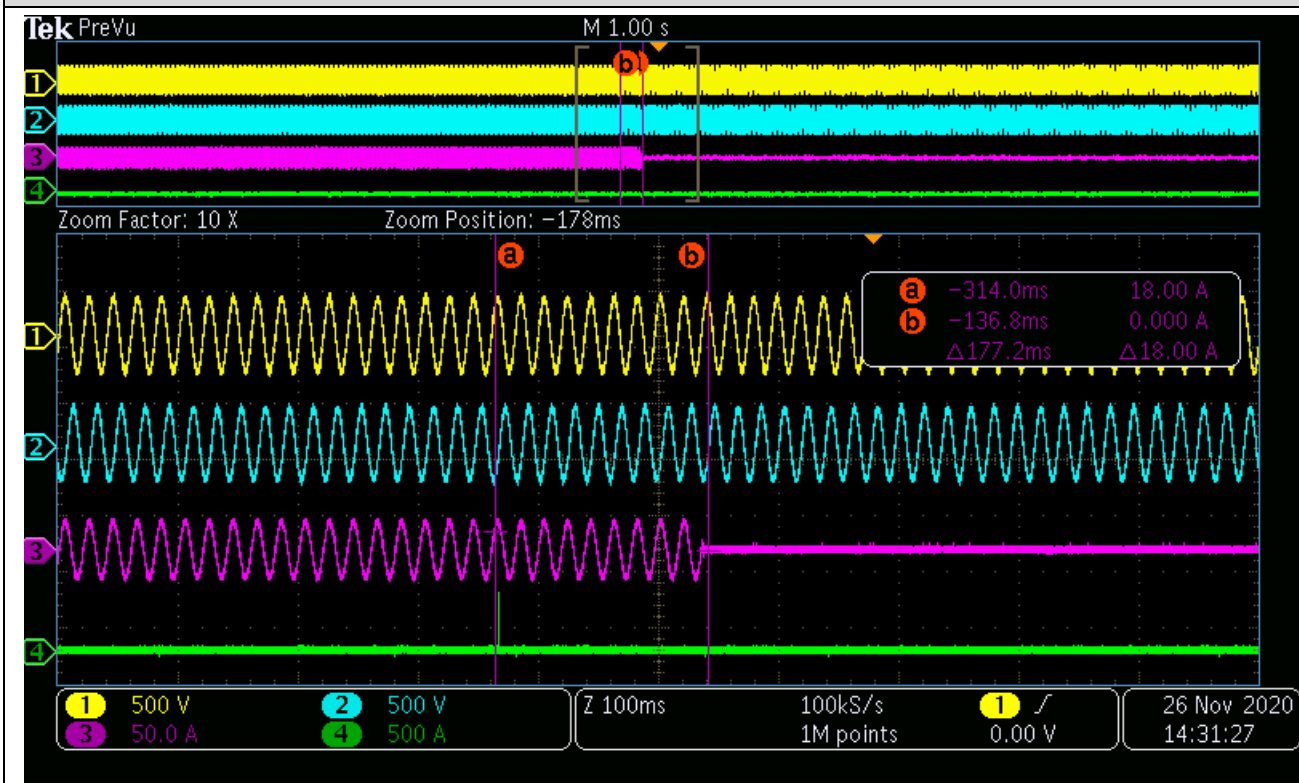 Tek PreVu M 1.00 s
b
1
2
3
4
Zoom Factor: 10 X Zoom Position: −178ms
a b
a −314.0ms 18.00 A
b −136.8ms 0.000 A
△177.2ms △18.00 A
1
2
3
4
1 500 V 2 500 V Z 100ms 100kS/s 1 26 Nov 2020
3 50.0 A 4 500 A 1M points 0.00 V 14:31:27